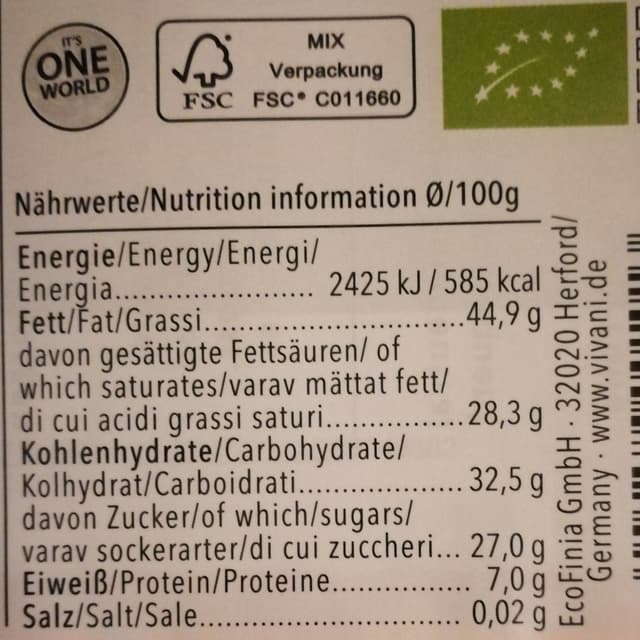 IT'S
ONE
WORLD
FSC
MIX
Verpackung
FSC® C011660
Nährwerte/Nutrition information Ø/100g
Energie/Energy/Energi/
Energia...................... 2425 kJ / 585 kcal
Fett/Fat/Grassi...........................44,9 g
davon gesättigte Fettsäuren/ of
which saturates/varav mättat fett/
di cui acidi grassi saturi..............28,3 g
Kohlenhydrate/Carbohydrate/
Kolhydrat/Carboidrati................. 32,5 g
davon Zucker/of which/sugars/
varav sockerarter/di cui zuccheri... 27,0 g
Eiweiß/Protein/Proteine.............. 7,0 g
Salz/Salt/Sale............................ 0,02 g
EcoFinia GmbH · 32020 Herford/
Germany · www.vivani.de